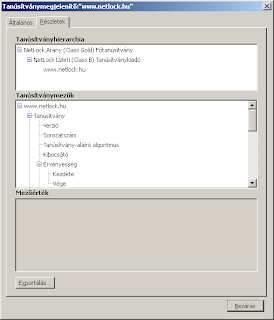 Tanúsítványmegjelenítő:"www.netlock.hu"
Általános Részletek
Tanúsítványhierarchia
NetLock Arany (Class Gold) Főtanúsítvány
NetLock Üzleti (Class B) Tanúsítványkiadó
www.netlock.hu
Tanúsítványmezők
www.netlock.hu
Tanúsítvány
Verzió
Sorozatszám
Tanúsítvány-aláíró algoritmus
Kibocsátó
Érvényesség
Kezdete
Vége
Mezőérték
Exportálás...
Bezárás